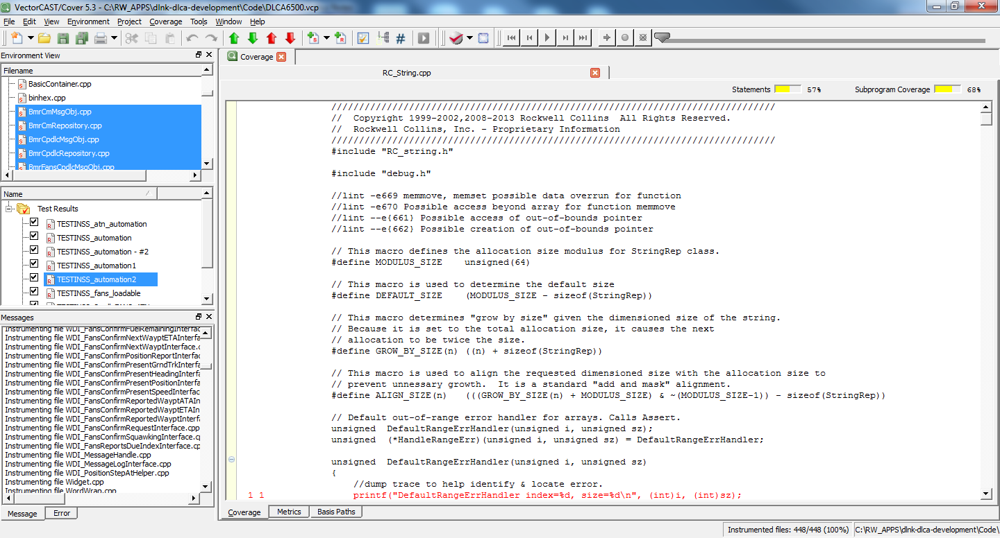 VectorCAST/Cover 5.3 - C:\RW_APPS\dlnk-dlca-development\Code\DLCA6500.vcp
File Edit View Environment Project Coverage Tools Window Help
Environment View
Filename
BasicContainer.cpp
binhex.cpp
BmrCmMsgObj.cpp
BmrCmRepository.cpp
BmrCpdlcMsgObj.cpp
BmrCpdlcRepository.cpp
BmrFansCpdlcMsgObj.cpp
Name
Test Results
TESTINSS_atn_automation
TESTINSS_automation
TESTINSS_automation - #2
TESTINSS_automation1
TESTINSS_automation2
TESTINSS_fans_loadable
Messages
Instrumenting file WDI_FansConfirmFuelRemainingInterfac
Instrumenting file WDI_FansConfirmNextWayptETAInterfa
Instrumenting file WDI_FansConfirmNextWayptInterface.c
Instrumenting file WDI_FansConfirmPositionReportInterfa
Instrumenting file WDI_FansConfirmPresentGrndTrkInterfa
Instrumenting file WDI_FansConfirmPresentHeadingInterfa
Instrumenting file WDI_FansConfirmPresentPositionInterfa
Instrumenting file WDI_FansConfirmPresentSpeedInterfac
Instrumenting file WDI_FansConfirmReportedWayptATAIn
Instrumenting file WDI_FansConfirmReportedWayptETAIn
Instrumenting file WDI_FansConfirmReportedWayptInterf
Instrumenting file WDI_FansConfirmRequestInterface.cpp
Instrumenting file WDI_FansConfirmSquawkingInterface.cp
Instrumenting file WDI_FansReportsDueIndexInterface.cp
Instrumenting file WDI_MessageHandle.cpp
Instrumenting file WDI_MessageLogInterface.cpp
Instrumenting file WDI_PositionStepAtHelper.cpp
Instrumenting file Widget.cpp
Instrumenting file WordWrap.cpp
Message Error
Coverage
RC_String.cpp
Statements 57% Subprogram Coverage 68%
////////////////////////////////////////////////////////////////////////////////
//  Copyright 1999-2002,2008-2013 Rockwell Collins  All Rights Reserved.
//  Rockwell Collins, Inc. - Proprietary Information
////////////////////////////////////////////////////////////////////////////////
#include "RC_string.h"
#include "debug.h"
//lint -e669 memmove, memset possible data overrun for function
//lint -e670 Possible access beyond array for function memmove
//lint --e{661} Possible access of out-of-bounds pointer
//lint --e{662} Possible creation of out-of-bounds pointer
// This macro defines the allocation size modulus for StringRep class.
#define MODULUS_SIZE    unsigned(64)
// This macro is used to determine the default size
#define DEFAULT_SIZE    (MODULUS_SIZE - sizeof(StringRep))
// This macro determines "grow by size" given the dimensioned size of the string.
// Because it is set to the total allocation size, it causes the next
// allocation to be twice the size.
#define GROW_BY_SIZE(n) ((n) + sizeof(StringRep))
// This macro is used to align the requested dimensioned size with the allocation size to
// prevent unnessary growth.  It is a standard "add and mask" alignment.
#define ALIGN_SIZE(n)   (((GROW_BY_SIZE(n) + MODULUS_SIZE) & ~(MODULUS_SIZE-1)) - sizeof(StringRep))
// Default out-of-range error handler for arrays. Calls Assert.
unsigned  DefaultRangeErrHandler(unsigned i, unsigned sz);
unsigned  (*HandleRangeErr)(unsigned i, unsigned sz) = DefaultRangeErrHandler;
unsigned  DefaultRangeErrHandler(unsigned i, unsigned sz)
{
//dump trace to help identify & locate error.
1 1 printf("DefaultRangeErrHandler index=%d, size=%d\n", (int)i, (int)sz);
Coverage Metrics Basis Paths
Instrumented files: 448/448 (100%) C:\RW_APPS\dlnk-dlca-development\Code\